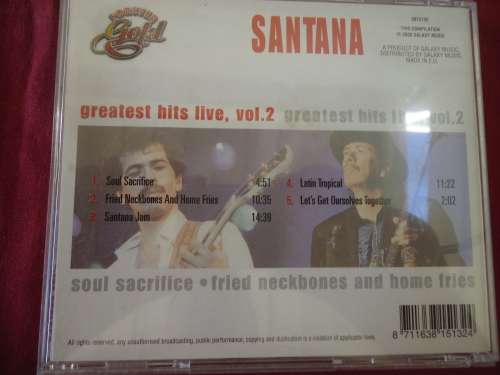 FOREVER
Gold
SANTANA
THIS COMPILATION
℗ 2000 GALAXY MUSIC
A PRODUCT OF GALAXY MUSIC
DISTRIBUTED BY GALAXY MUSIC
MADE IN E.U.
greatest hits live, vol.2 greatest hits live, vol.2
1. Soul Sacrifice 4:51
2. Fried Neckbones And Home Fries 10:35
3. Santana Jam 14:39
4. Latin Tropical 11:22
5. Let's Get Ourselves Together 2:02
soul sacrifice • fried neckbones and home fries
All rights reserved, any unauthorised broadcasting, public performance, copying and duplication is a violation of applicable laws.
8 711638 151324